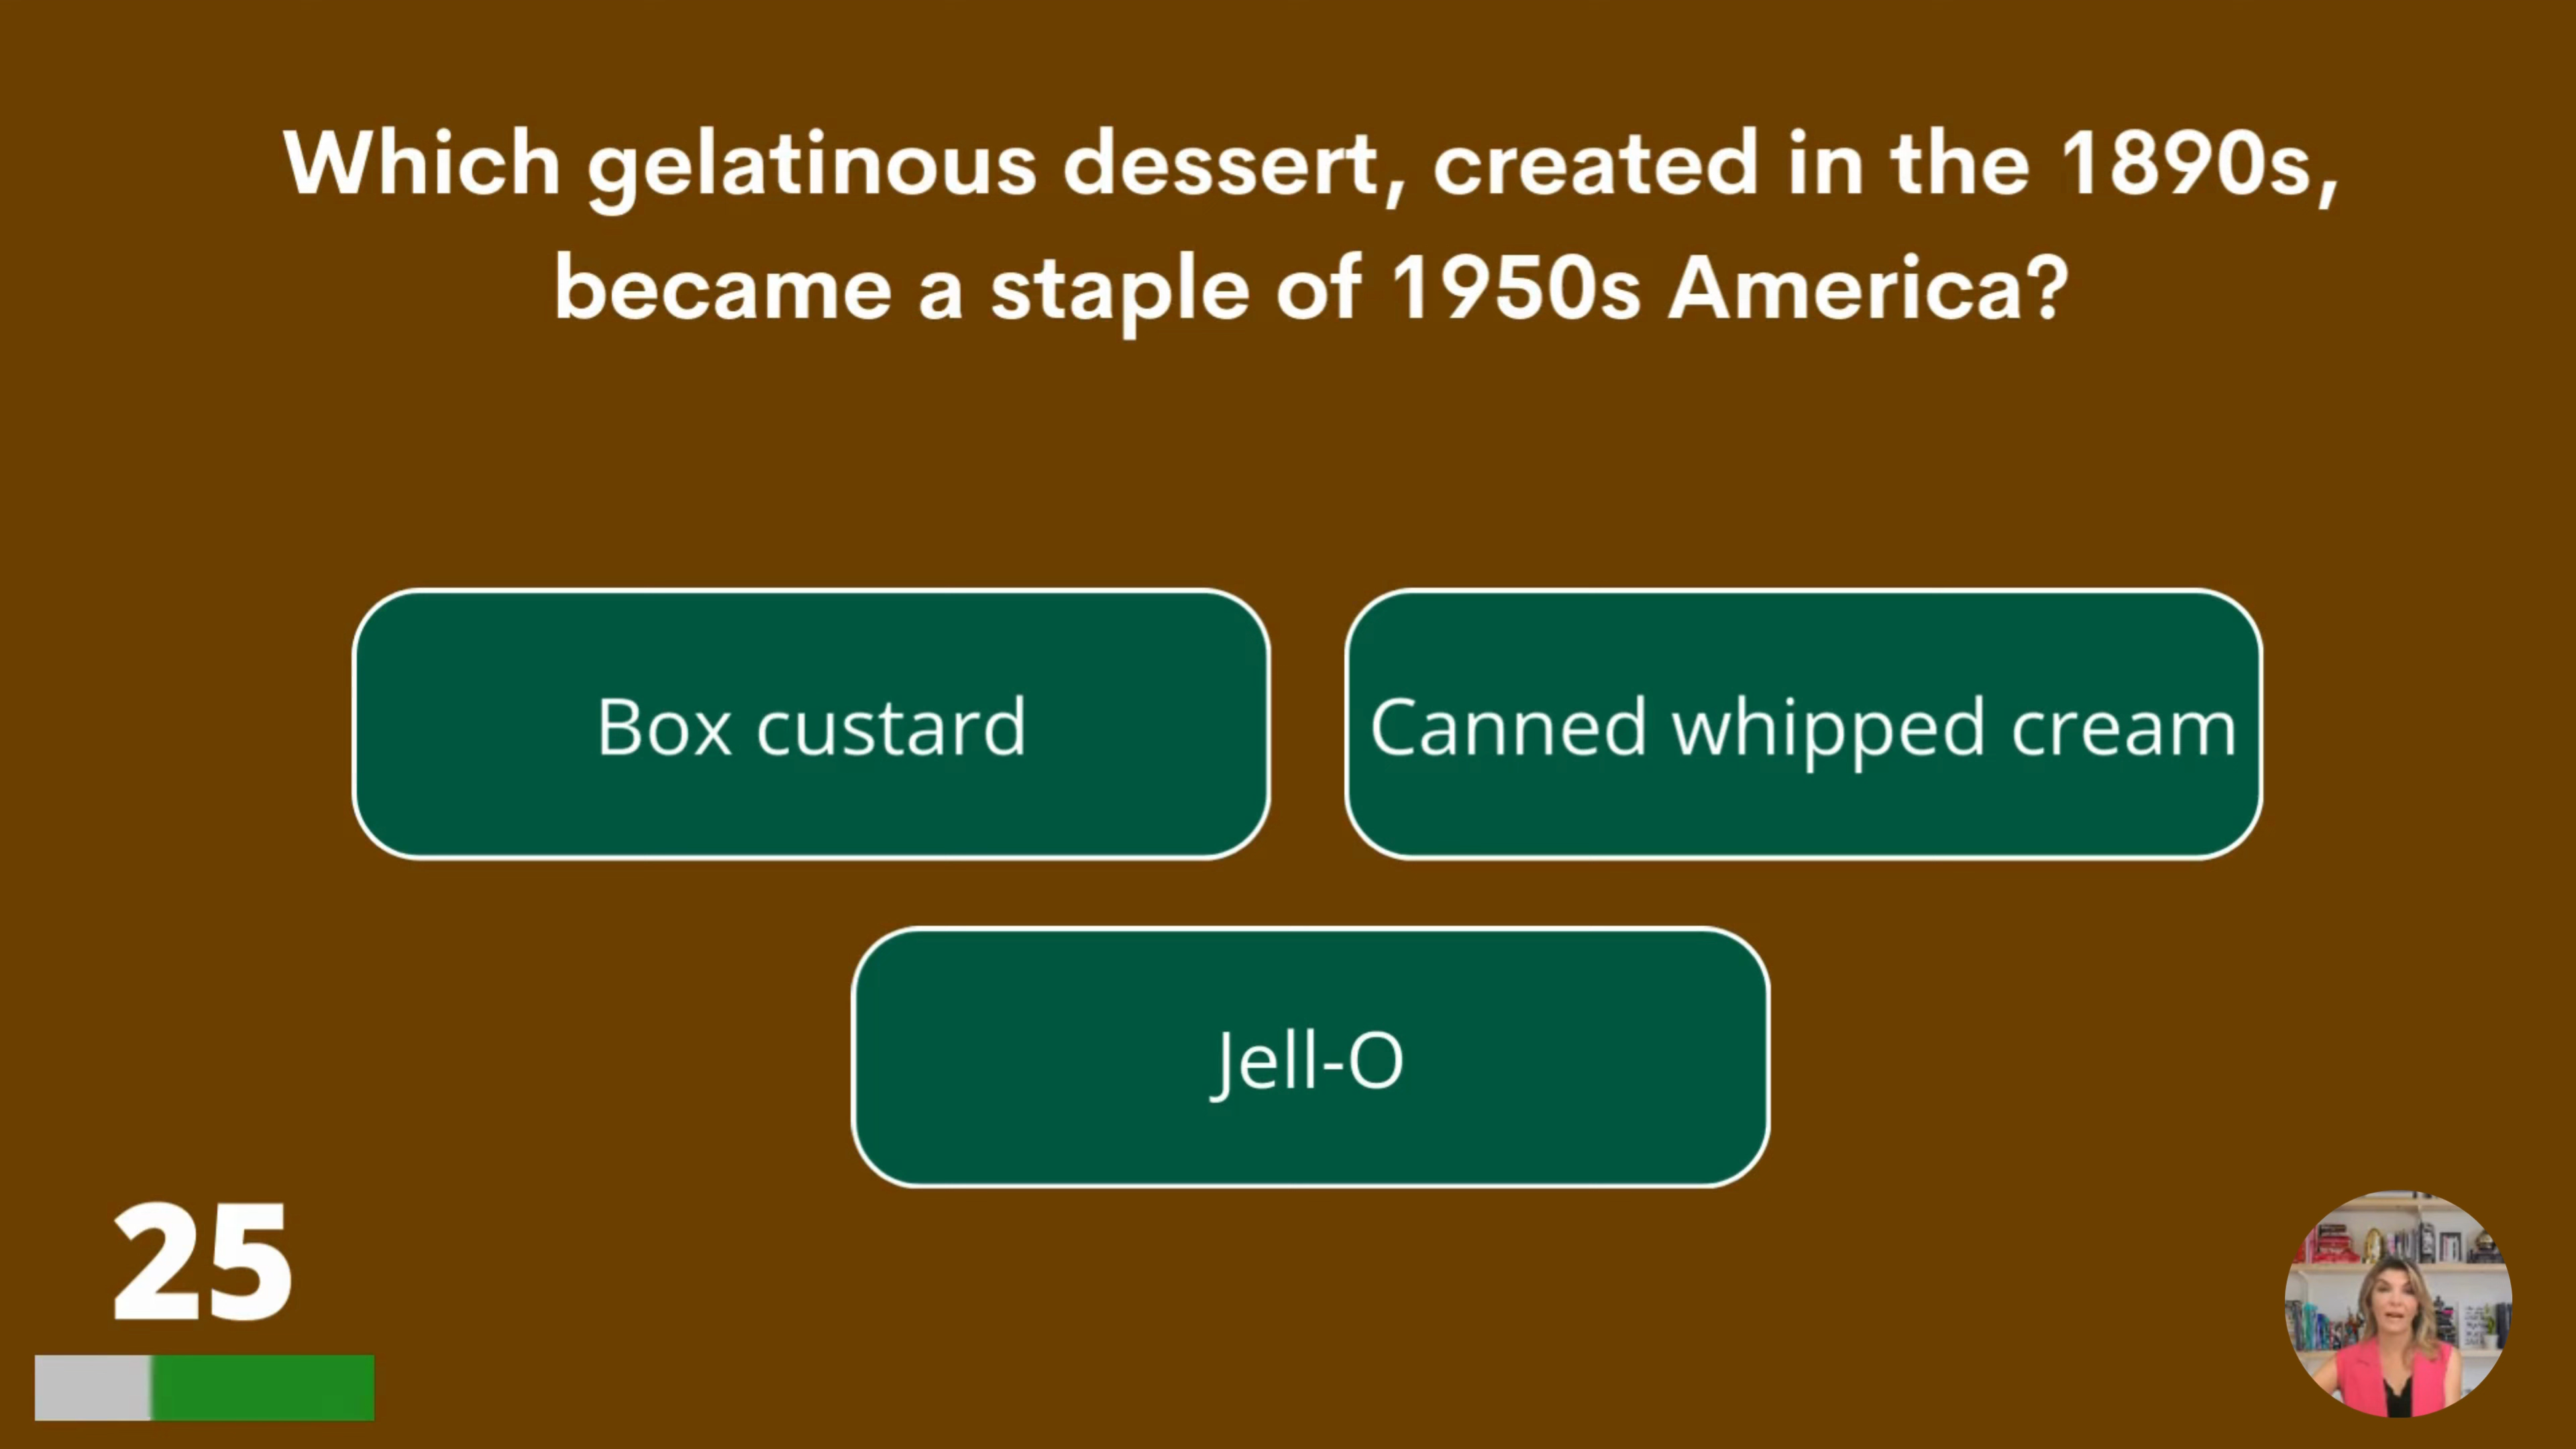 Which gelatinous dessert, created in the 1890s,
became a staple of 1950s America?
Box custard
Canned whipped cream
Jell-O
25